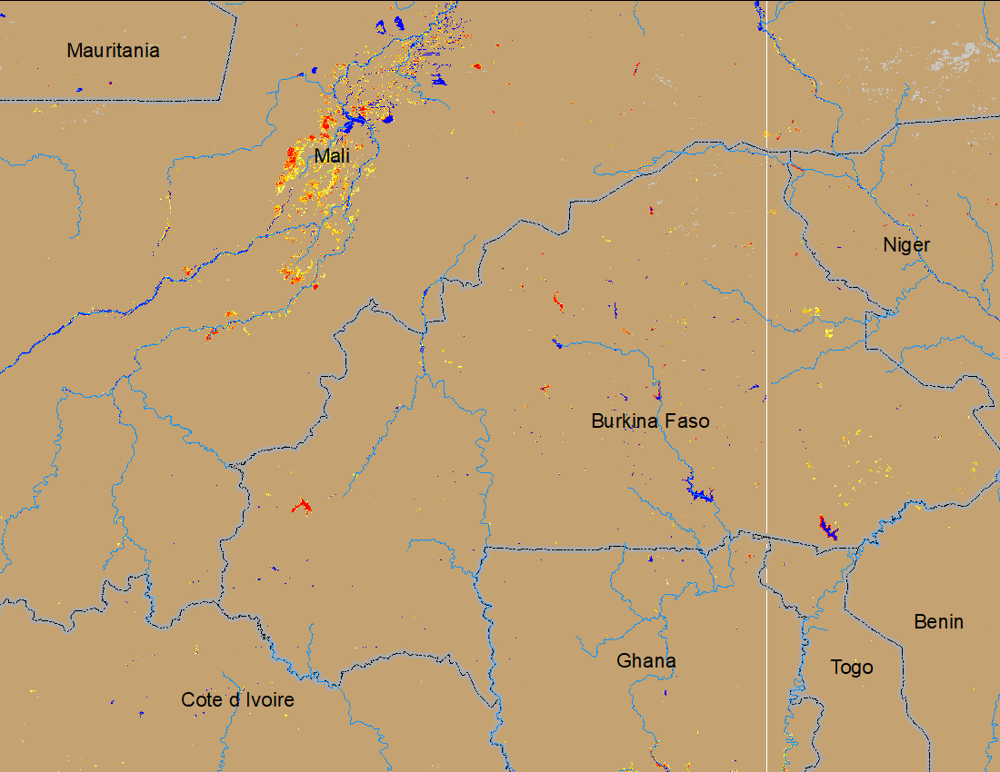 Mauritania
Mali
Niger
Burkina Faso
Benin
Ghana
Togo
Cote d Ivoire